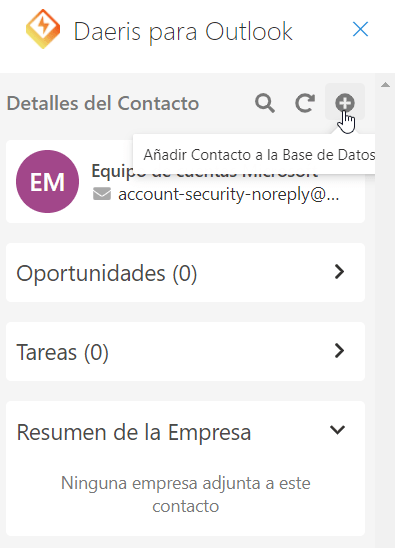 Daeris para Outlook
Detalles del Contacto
Añadir Contacto a la Base de Datos
EM
Equipo de cuentas Microsoft
account-security-noreply@...
Oportunidades (0)
Tareas (0)
Resumen de la Empresa
Ninguna empresa adjunta a este
contacto